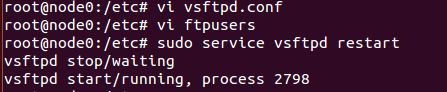 root@node0:/etc# vi vsftpd.conf
root@node0:/etc# vi ftpusers
root@node0:/etc# sudo service vsftpd restart
vsftpd stop/waiting
vsftpd start/running, process 2798